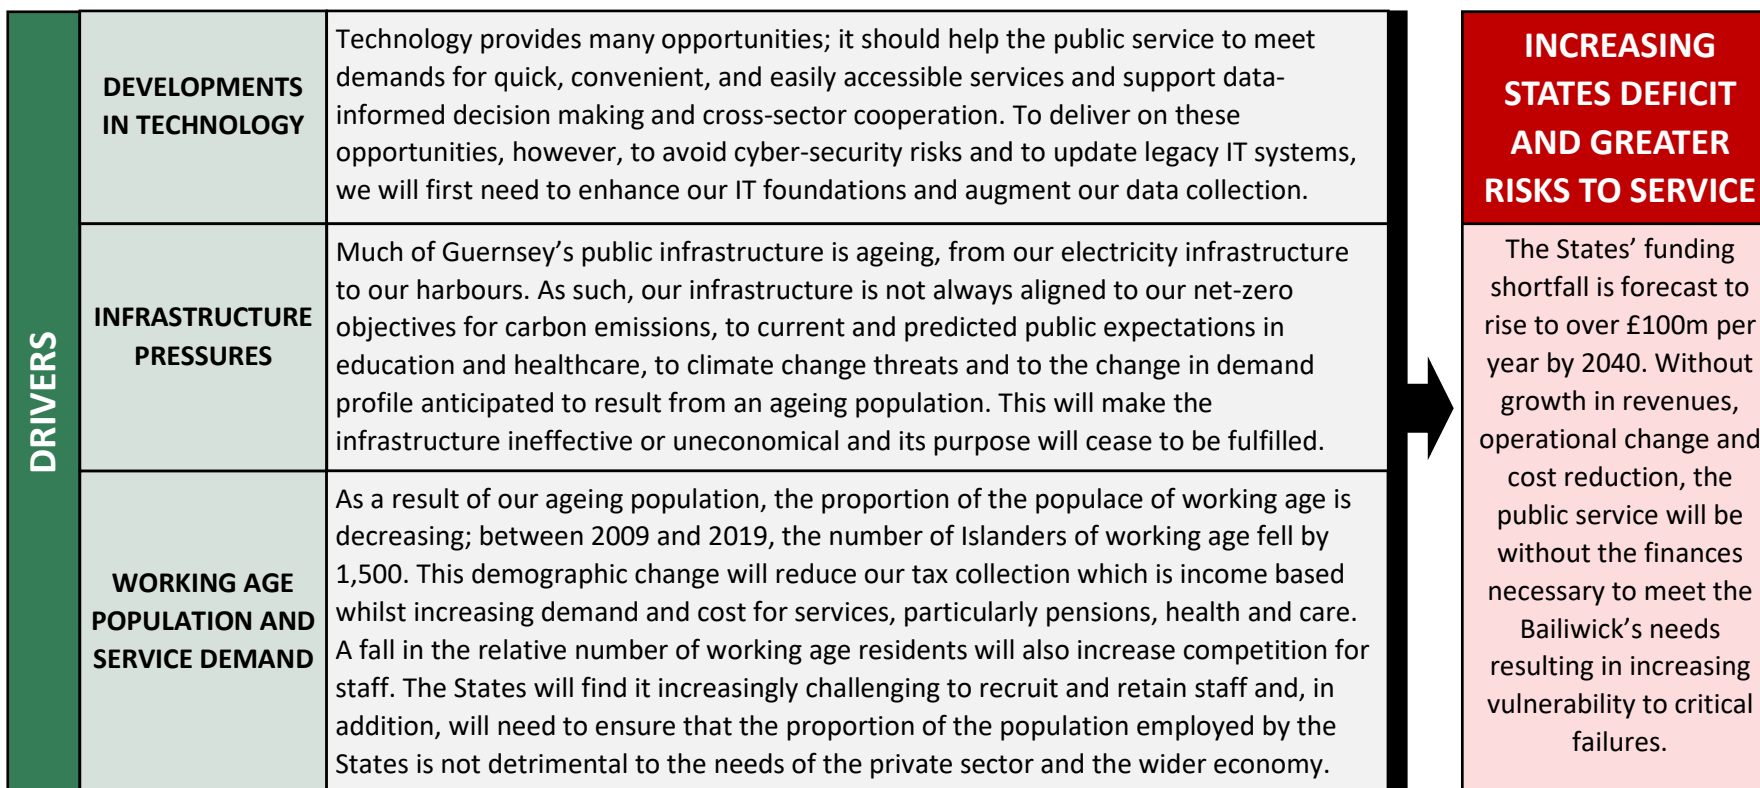 DRIVERS
DEVELOPMENTS
IN TECHNOLOGY
Technology provides many opportunities; it should help the public service to meet
demands for quick, convenient, and easily accessible services and support data-
informed decision making and cross-sector cooperation. To deliver on these
opportunities, however, to avoid cyber-security risks and to update legacy IT systems,
we will first need to enhance our IT foundations and augment our data collection.
INFRASTRUCTURE
PRESSURES
Much of Guernsey’s public infrastructure is ageing, from our electricity infrastructure
to our harbours. As such, our infrastructure is not always aligned to our net-zero
objectives for carbon emissions, to current and predicted public expectations in
education and healthcare, to climate change threats and to the change in demand
profile anticipated to result from an ageing population. This will make the
infrastructure ineffective or uneconomical and its purpose will cease to be fulfilled.
WORKING AGE
POPULATION AND
SERVICE DEMAND
As a result of our ageing population, the proportion of the populace of working age is
decreasing; between 2009 and 2019, the number of Islanders of working age fell by
1,500. This demographic change will reduce our tax collection which is income based
whilst increasing demand and cost for services, particularly pensions, health and care.
A fall in the relative number of working age residents will also increase competition for
staff. The States will find it increasingly challenging to recruit and retain staff and, in
addition, will need to ensure that the proportion of the population employed by the
States is not detrimental to the needs of the private sector and the wider economy.
INCREASING
STATES DEFICIT
AND GREATER
RISKS TO SERVICE
The States’ funding
shortfall is forecast to
rise to over £100m per
year by 2040. Without
growth in revenues,
operational change and
cost reduction, the
public service will be
without the finances
necessary to meet the
Bailiwick’s needs
resulting in increasing
vulnerability to critical
failures.